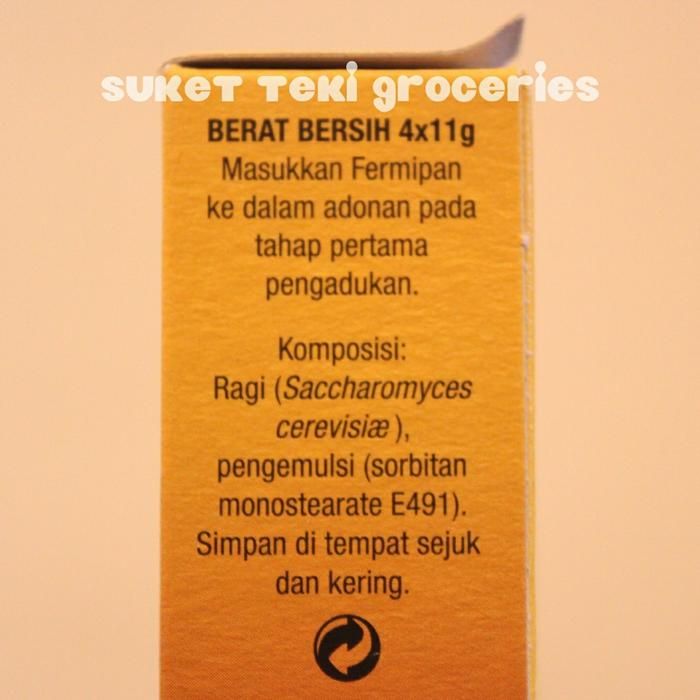 SUKET TEKI GROCERIES
BERAT BERSIH 4x11g
Masukkan Fermipan
ke dalam adonan pada
tahap pertama
pengadukan.
Komposisi:
Ragi (Saccharomyces
cerevisiæ ),
pengemulsi (sorbitan
monostearate E491).
Simpan di tempat sejuk
dan kering.